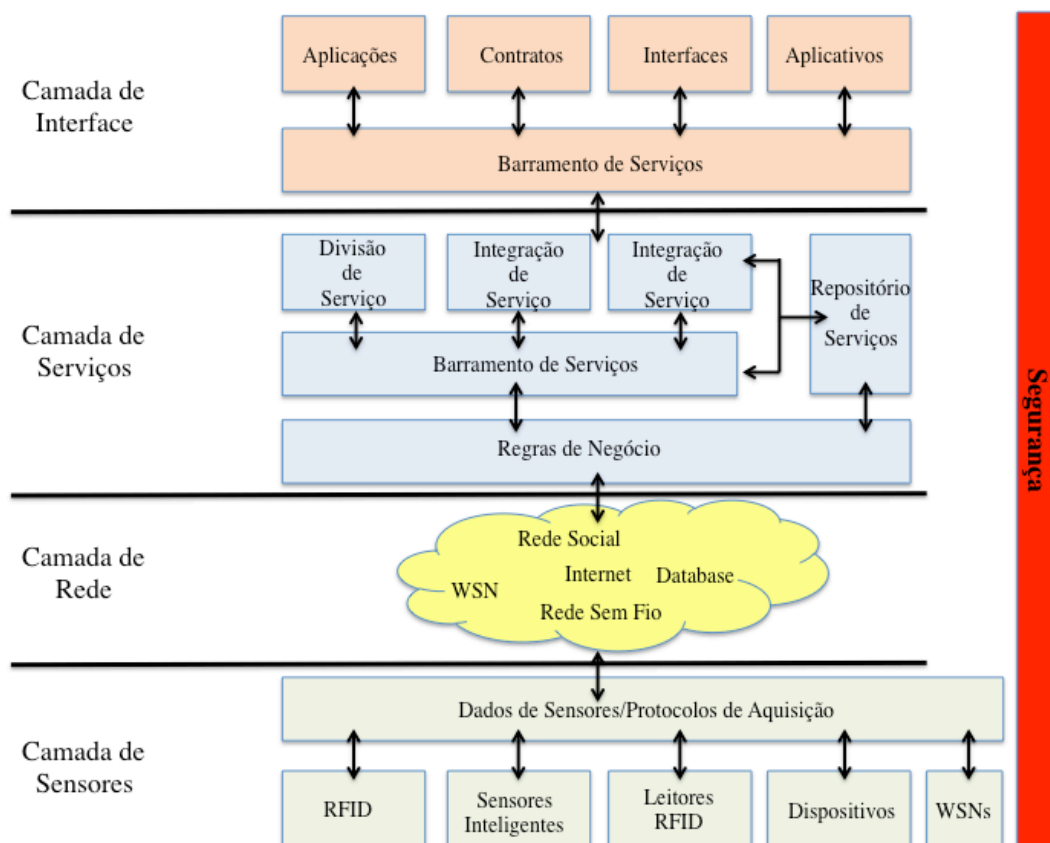 Camada de
Interface
Aplicações
Contratos
Interfaces
Aplicativos
Barramento de Serviços
Camada de
Serviços
Divisão
de
Serviço
Integração
de
Serviço
Integração
de
Serviço
Repositório
de
Serviços
Barramento de Serviços
Regras de Negócio
Camada de
Rede
Rede Social
Internet
Database
WSN
Rede Sem Fio
Camada de
Sensores
Dados de Sensores/Protocolos de Aquisição
RFID
Sensores
Inteligentes
Leitores
RFID
Dispositivos
WSNs
Segurança